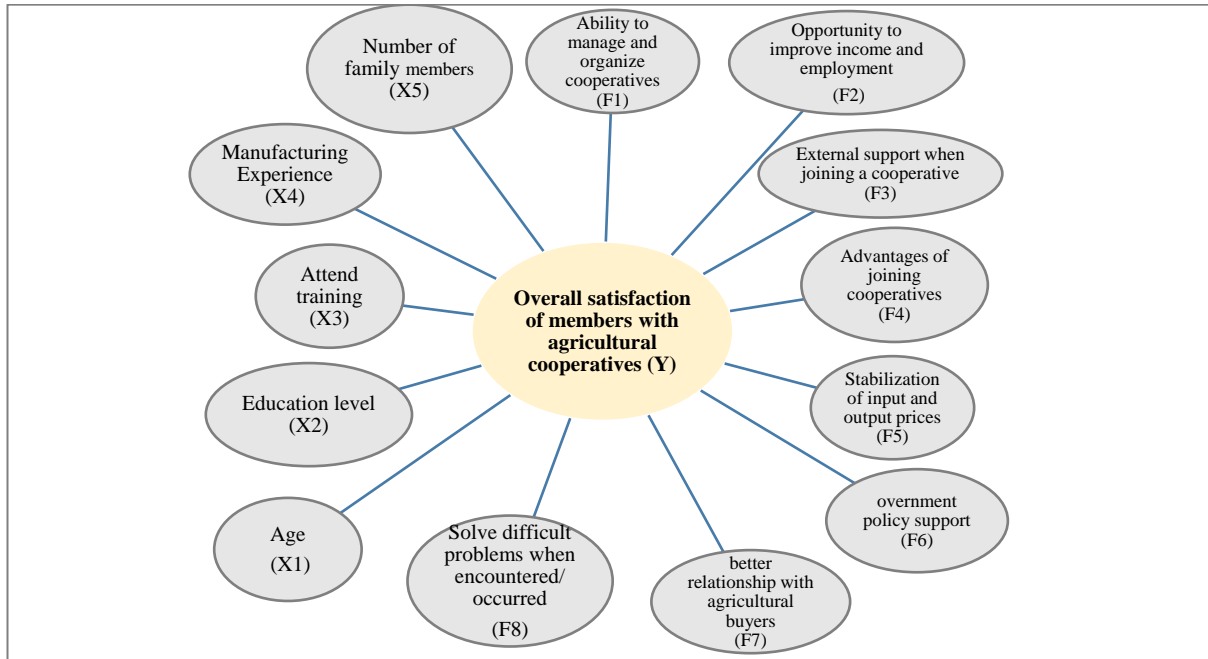 Number of
family members
(X5)
Ability to
manage and
organize
cooperatives
(F1)
Opportunity to
improve income and
employment
(F2)
Manufacturing
Experience
(X4)
External support when
joining a cooperative
(F3)
Attend
training
(X3)
Advantages of
joining
cooperatives
(F4)
Overall satisfaction
of members with
agricultural
cooperatives (Y)
Education level
(X2)
Stabilization
of input and
output prices
(F5)
Age
(X1)
Solve difficult
problems when
encountered/
occurred
(F8)
better
relationship with
agricultural
buyers
(F7)
overnment
policy support
(F6)